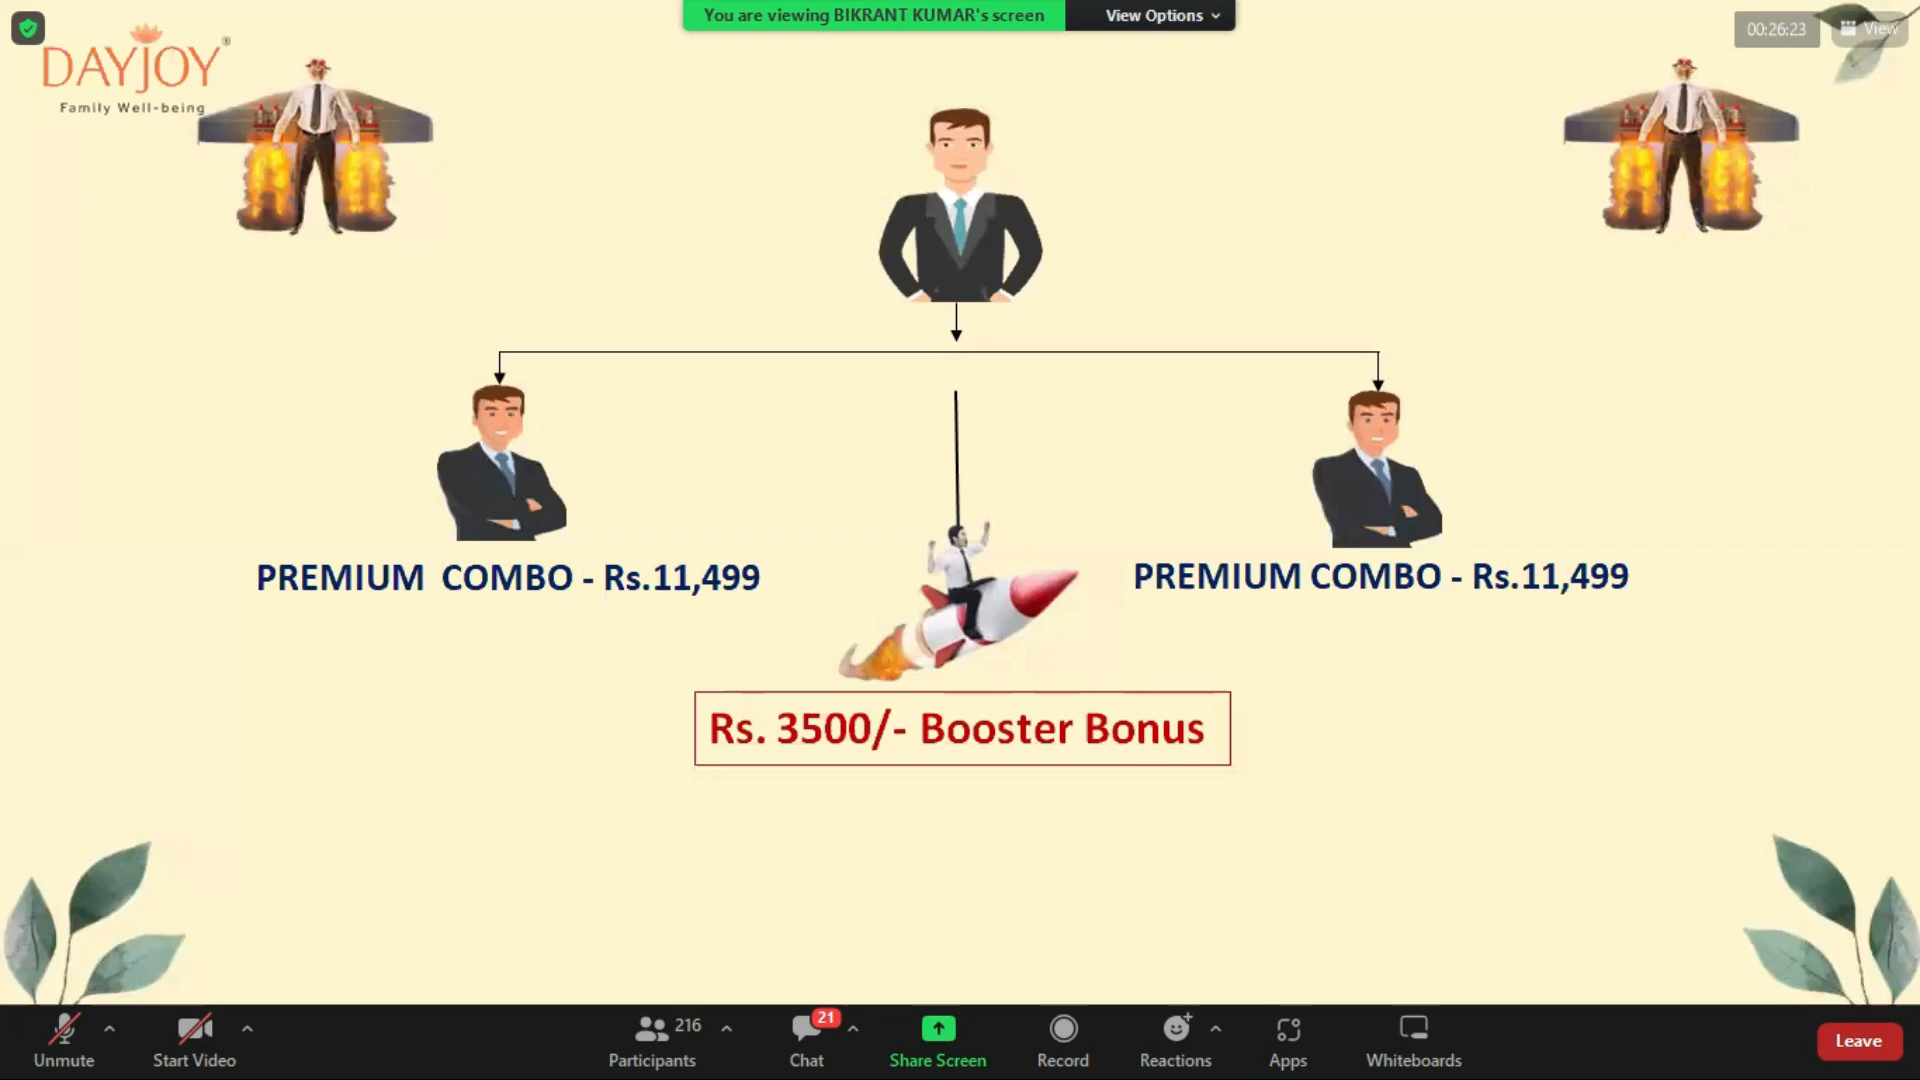 You are viewing BIKRANT KUMAR's screen
View Options
00:26:23
View
DAYJOY®
Family Well-being
PREMIUM COMBO - Rs.11,499
PREMIUM COMBO - Rs.11,499
Rs. 3500/- Booster Bonus
Unmute
Start Video
216
Participants
21
Chat
Share Screen
Record
Reactions
Apps
Whiteboards
Leave